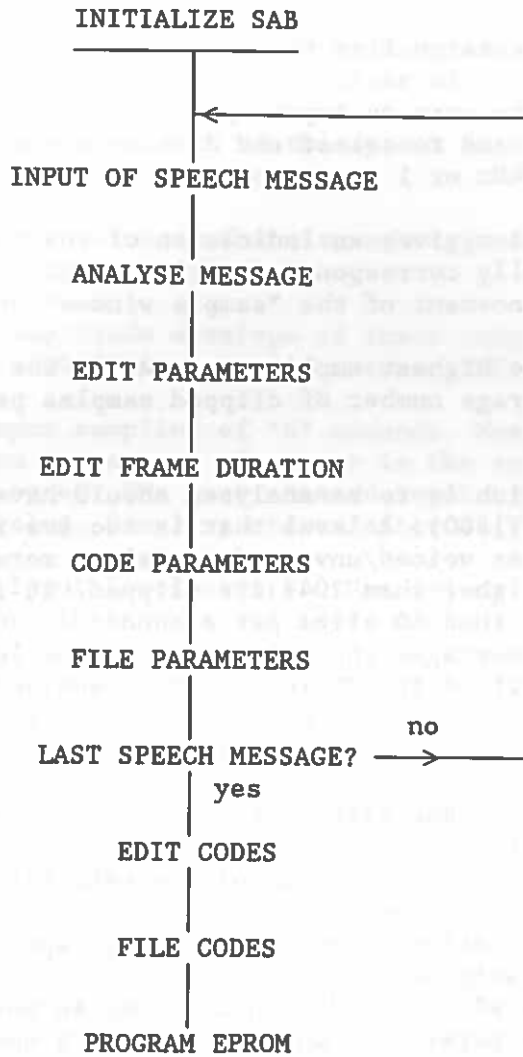 INITIALIZE SAB
INPUT OF SPEECH MESSAGE
ANALYSE MESSAGE
EDIT PARAMETERS
EDIT FRAME DURATION
CODE PARAMETERS
FILE PARAMETERS
no
LAST SPEECH MESSAGE?
yes
EDIT CODES
FILE CODES
PROGRAM EPROM